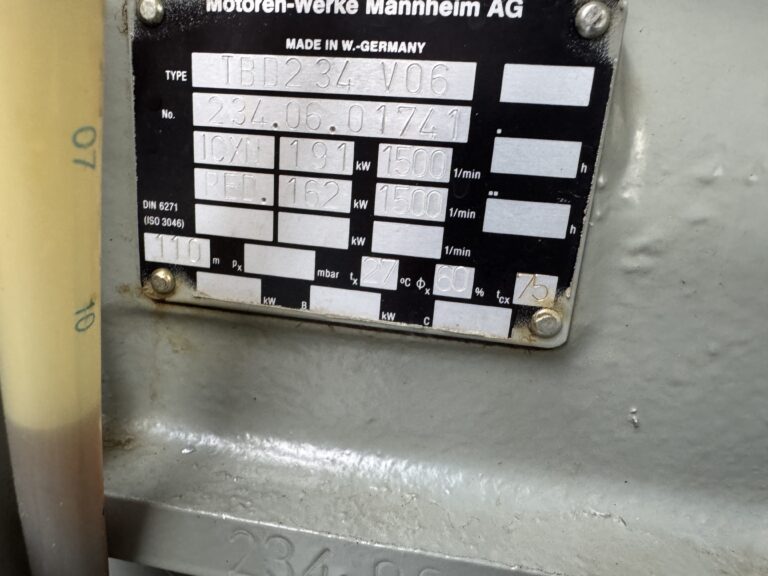 Motoren-Werke Mannheim AG
MADE IN W.-GERMANY
TYPE TBD234 V06
No. 234.06.01741
ICXN 191 kW 1500 1/min
h
RED. 162 kW 1500 1/min
DIN 6271
(ISO 3046)
kW 1/min
h
110 m px mbar tx 27 °C Φx 60 % tcx 75
kW B kW C
07
10